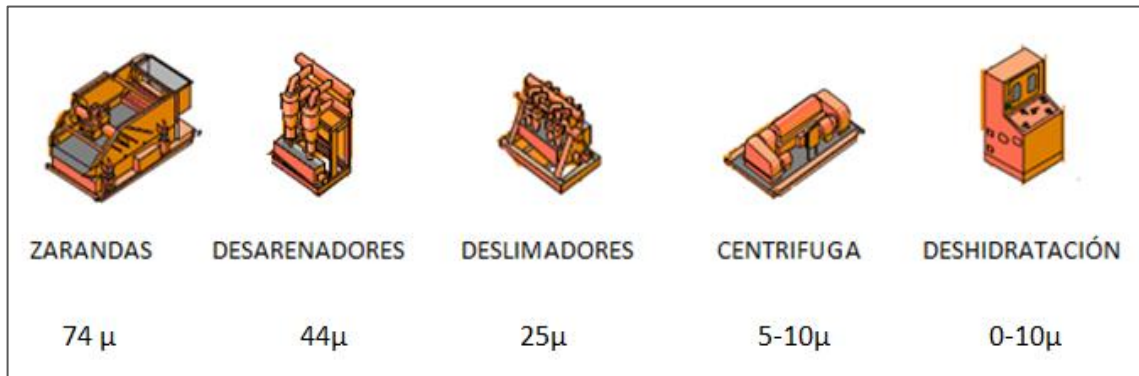 ZARANDAS DESARENADORES DESLIMADORES CENTRIFUGA DESHIDRATACIÓN
74 µ 44µ 25µ 5-10µ 0-10µ